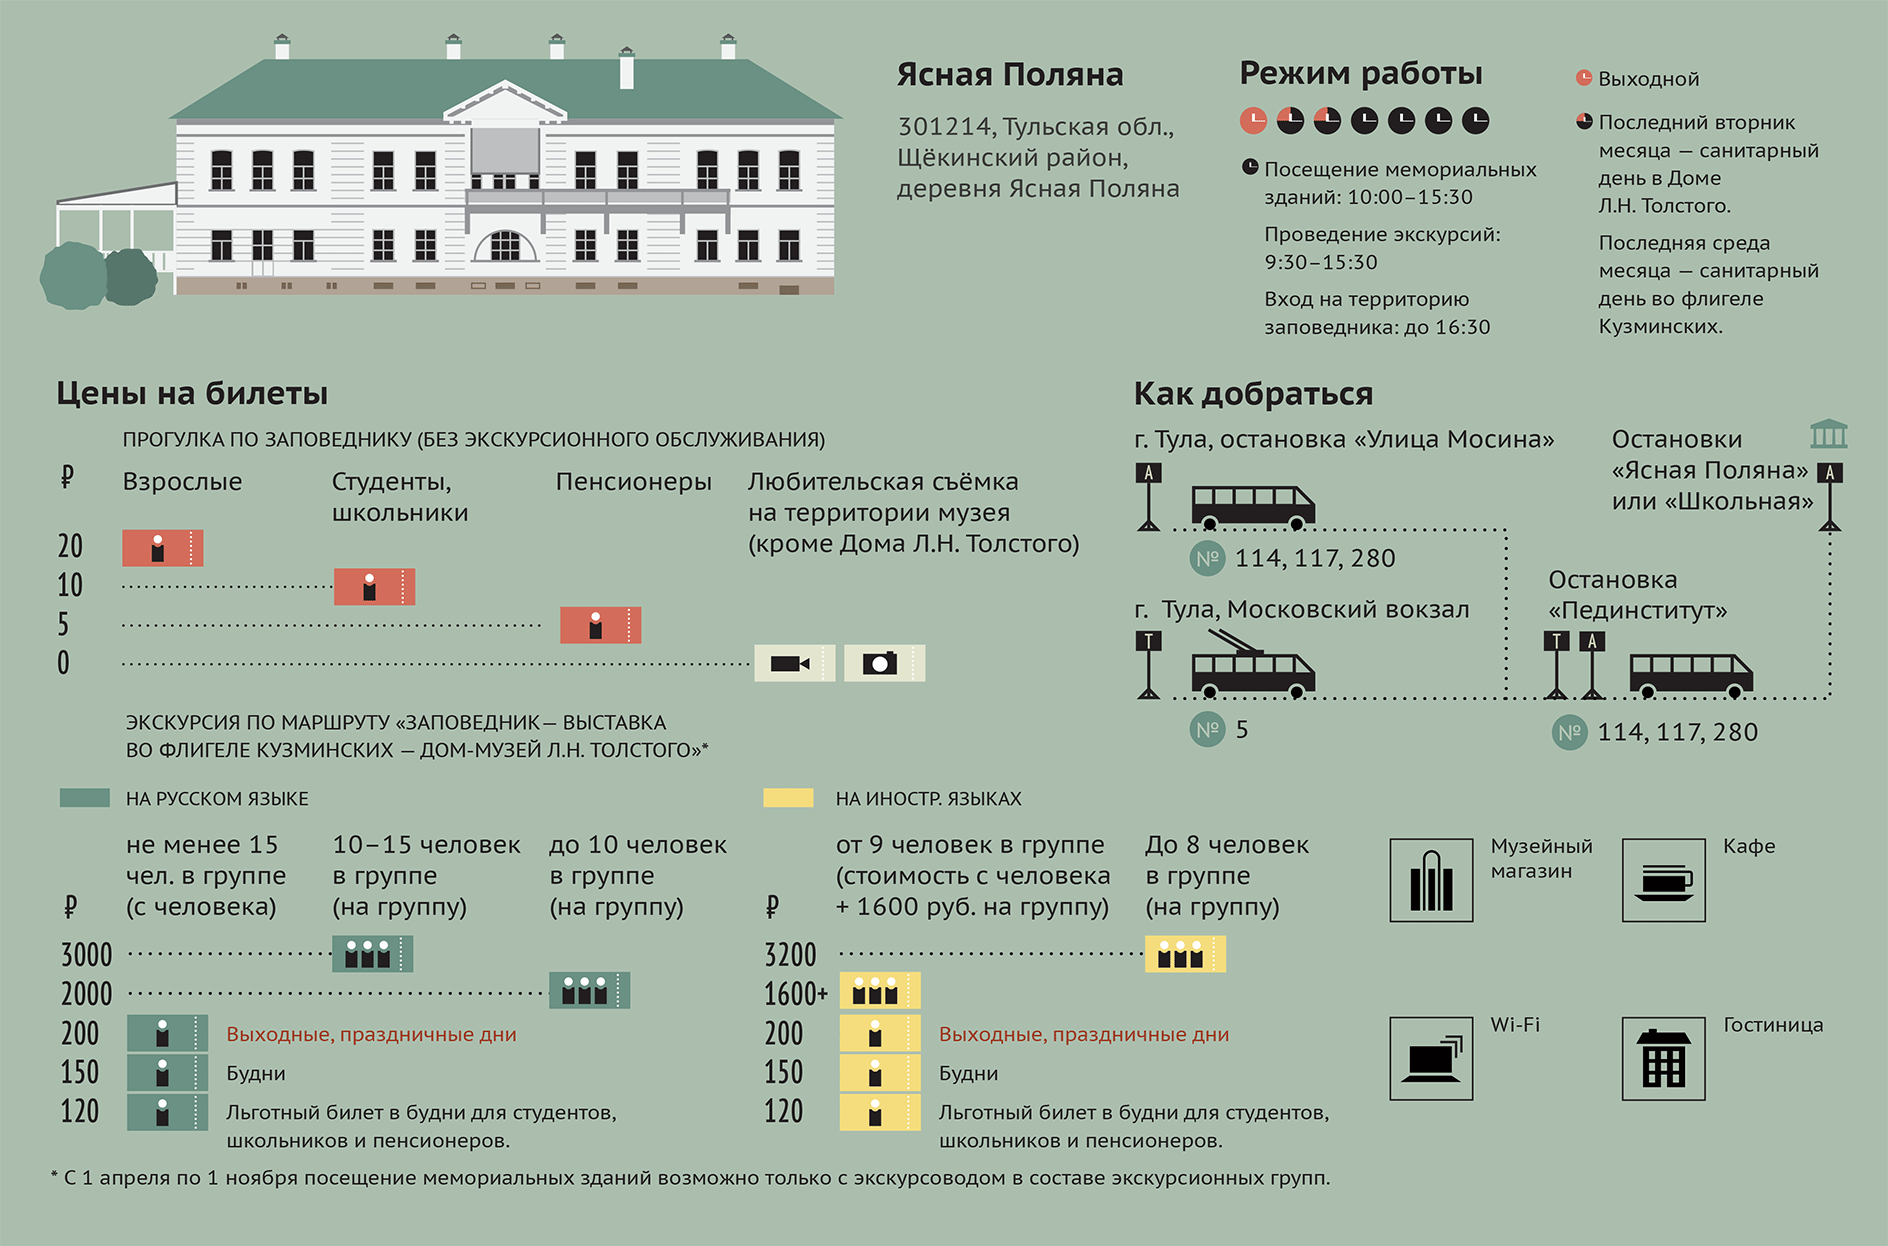 Ясная Поляна
301214, Тульская обл.,
Щёкинский район,
деревня Ясная Поляна
Режим работы
Посещение мемориальных
зданий: 10:00–15:30
Проведение экскурсий:
9:30–15:30
Вход на территорию
заповедника: до 16:30
Выходной
Последний вторник
месяца — санитарный
день в Доме
Л.Н. Толстого.
Последняя среда
месяца — санитарный
день во флигеле
Кузминских.
Цены на билеты
ПРОГУЛКА ПО ЗАПОВЕДНИКУ (БЕЗ ЭКСКУРСИОННОГО ОБСЛУЖИВАНИЯ)
₽
Взрослые
Студенты,
школьники
Пенсионеры
Любительская съёмка
на территории музея
(кроме Дома Л.Н. Толстого)
20
10
5
0
Как добраться
г. Тула, остановка «Улица Мосина»
А
№ 114, 117, 280
Остановки
«Ясная Поляна»
или «Школьная»
А
г. Тула, Московский вокзал
Т
№ 5
Остановка
«Пединститут»
Т А
№ 114, 117, 280
ЭКСКУРСИЯ ПО МАРШРУТУ «ЗАПОВЕДНИК — ВЫСТАВКА
ВО ФЛИГЕЛЕ КУЗМИНСКИХ — ДОМ-МУЗЕЙ Л.Н. ТОЛСТОГО»*
НА РУССКОМ ЯЗЫКЕ
₽
не менее 15
чел. в группе
(с человека)
10–15 человек
в группе
(на группу)
до 10 человек
в группе
(на группу)
3000
2000
200 Выходные, праздничные дни
150 Будни
120 Льготный билет в будни для студентов,
школьников и пенсионеров.
НА ИНОСТР. ЯЗЫКАХ
₽
от 9 человек в группе
(стоимость с человека
+ 1600 руб. на группу)
До 8 человек
в группе
(на группу)
3200
1600+
200 Выходные, праздничные дни
150 Будни
120 Льготный билет в будни для студентов,
школьников и пенсионеров.
Музейный
магазин
Кафе
Wi-Fi
Гостиница
* С 1 апреля по 1 ноября посещение мемориальных зданий возможно только с экскурсоводом в составе экскурсионных групп.